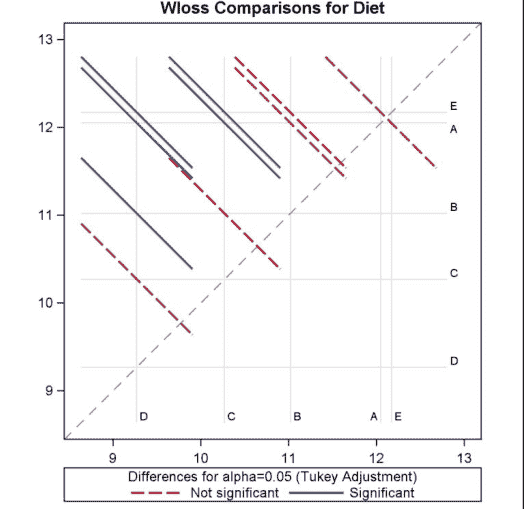 Wloss Comparisons for Diet
13
E
12
A
11
B
10
C
9
D
D C B A E
9 10 11 12 13
Differences for alpha=0.05 (Tukey Adjustment)
Not significant Significant